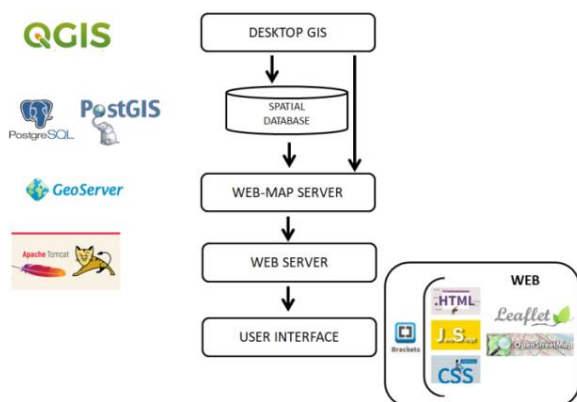 QGIS
DESKTOP GIS
SPATIAL
DATABASE
PostgreSQL
PostGIS
GeoServer
WEB-MAP SERVER
Apache Tomcat
WEB SERVER
USER INTERFACE
WEB
.HTML
Leaflet
Brackets
OpenStreetMap
CSS